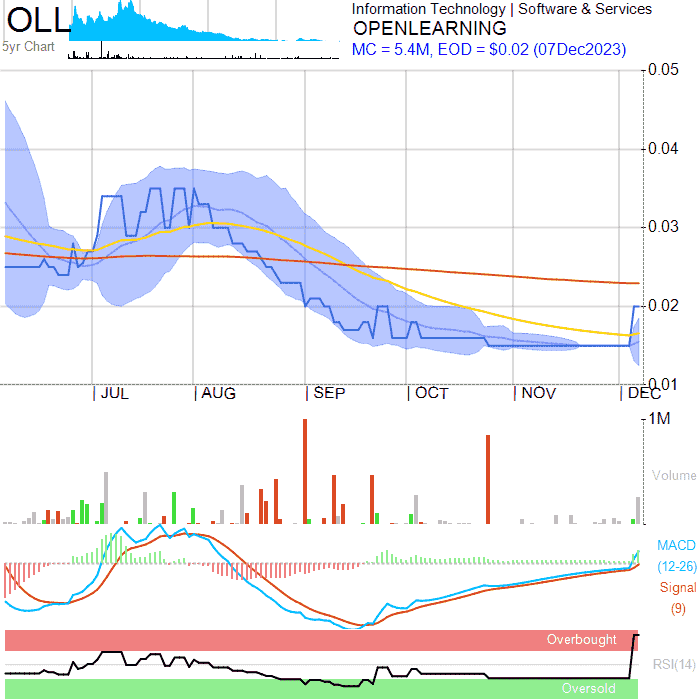 OLL
5yr Chart
Information Technology | Software & Services
OPENLEARNING
MC = 5.4M, EOD = $0.02 (07Dec2023)
0.05
0.04
0.03
0.02
0.01
JUL AUG SEP OCT NOV DEC
1M
Volume
MACD
(12-26)
Signal
(9)
Overbought
RSI(14)
Oversold